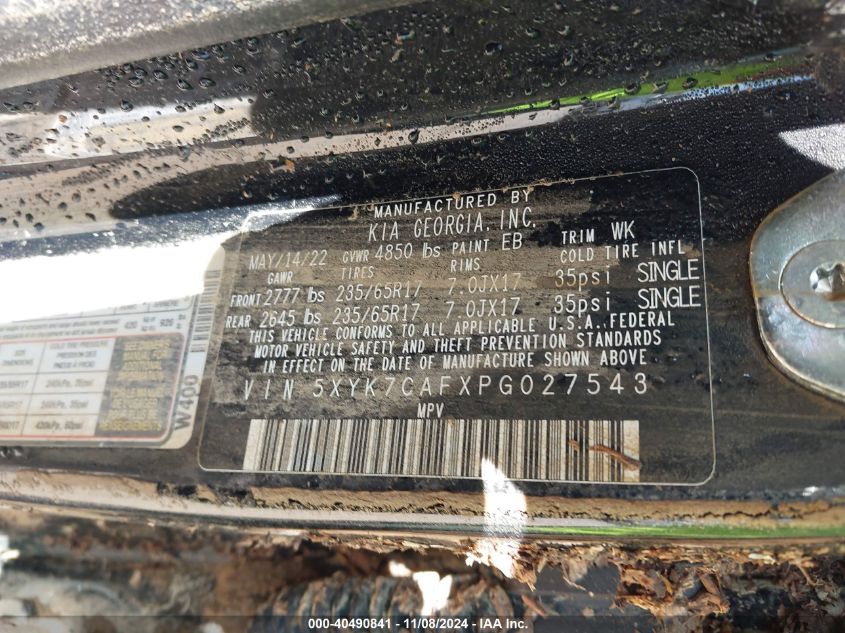 MANUFACTURED BY
KIA GEORGIA, INC.
MAY/14/22 GVWR 4850 lbs PAINT EB TRIM WK
GAWR TIRES RIMS COLD TIRE INFL
FRONT 2777 lbs 235/65R17 7.0JX17 35psi SINGLE
REAR 2645 lbs 235/65R17 7.0JX17 35psi SINGLE
THIS VEHICLE CONFORMS TO ALL APPLICABLE U.S.A. FEDERAL
MOTOR VEHICLE SAFETY AND THEFT PREVENTION STANDARDS
IN EFFECT ON THE DATE OF MANUFACTURE SHOWN ABOVE
VIN 5XYK7CAFXPG027543
MPV
W400
000-40490841 - 11/08/2024 - IAA Inc.